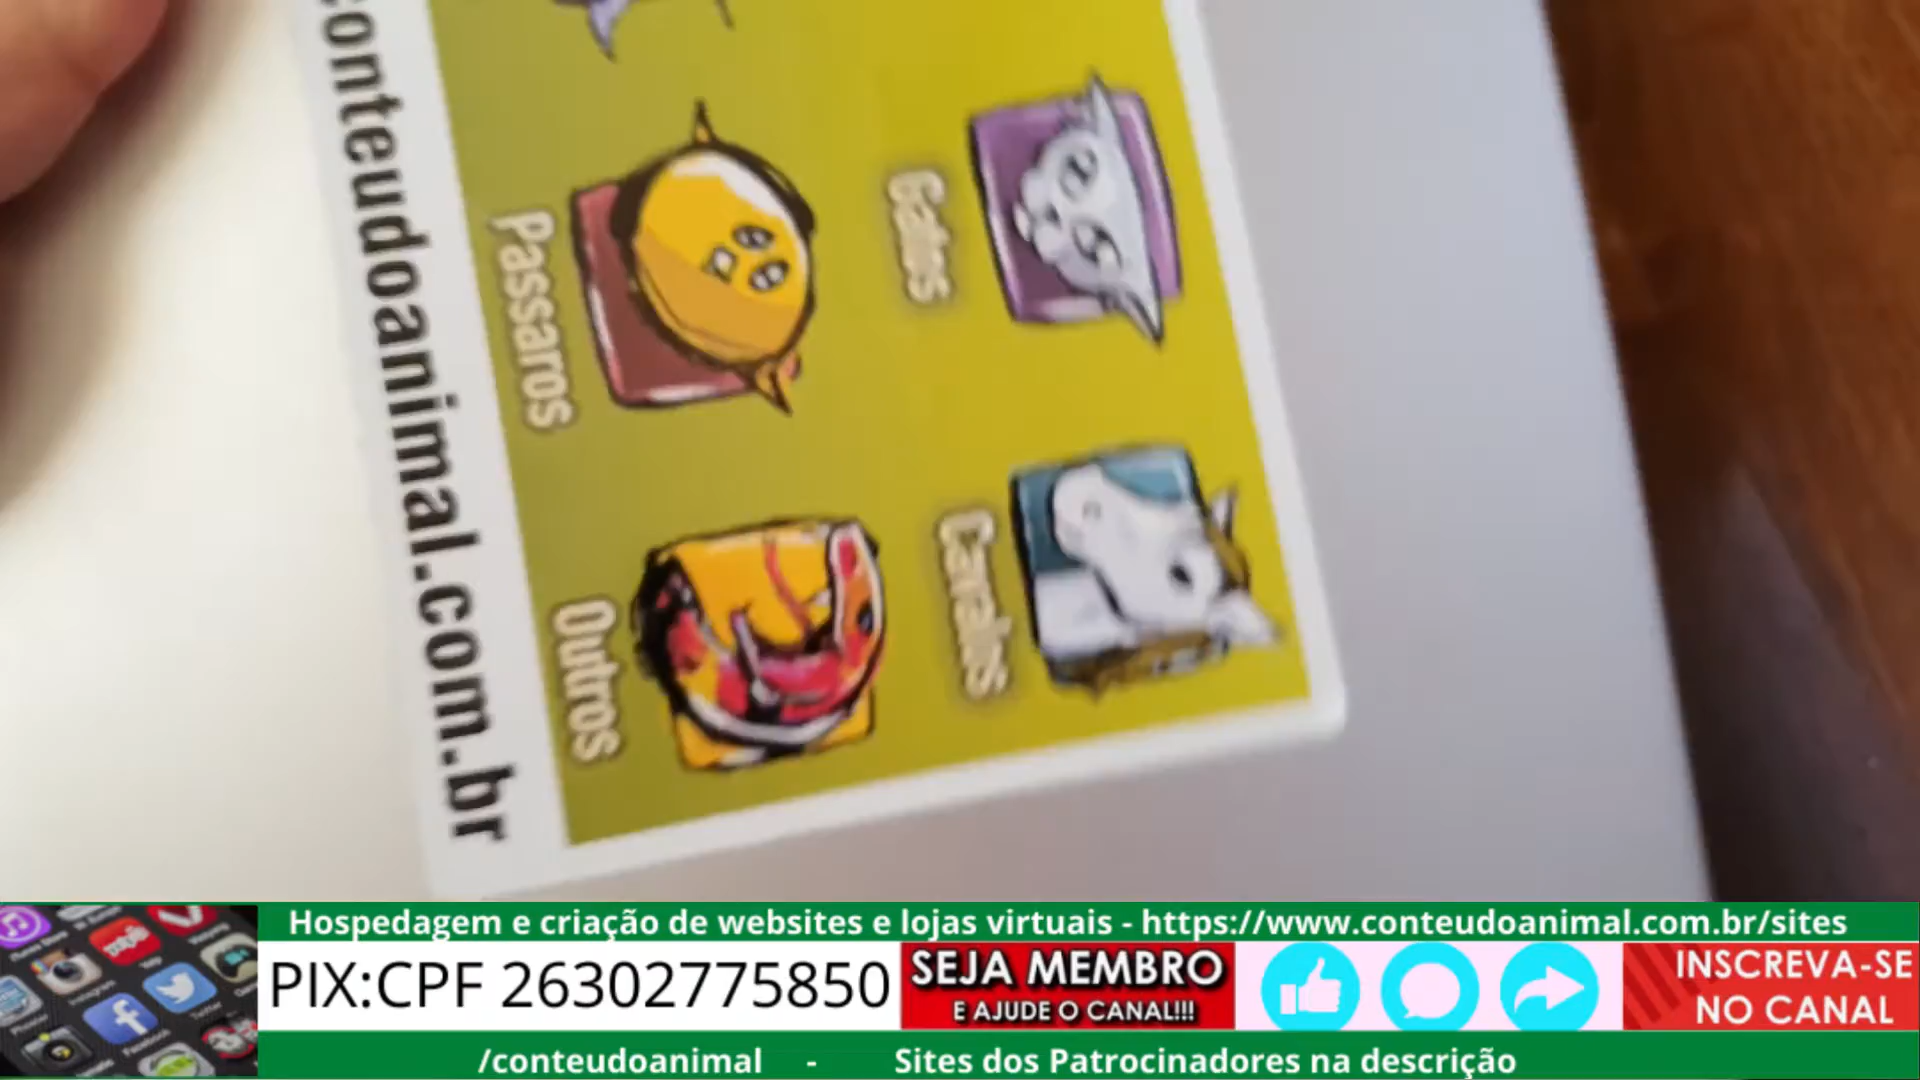 conteudoanimal.com.br
Passaros
Gatos
Outros
Cavalos
Hospedagem e criação de websites e lojas virtuais - https://www.conteudoanimal.com.br/sites
PIX:CPF 26302775850
SEJA MEMBRO
E AJUDE O CANAL!!!
INSCREVA-SE
NO CANAL
/conteudoanimal - Sites dos Patrocinadores na descrição